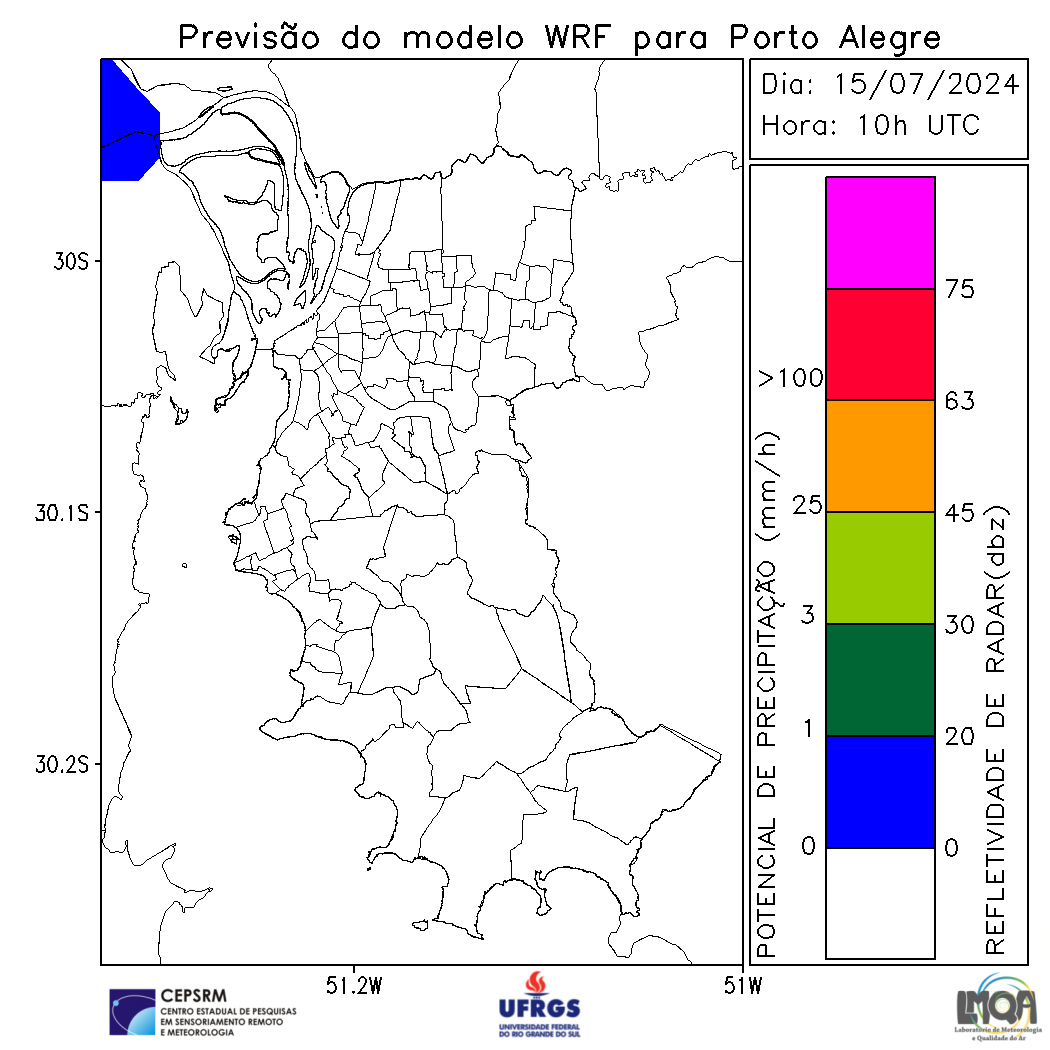 Previsão do modelo WRF para Porto Alegre
Dia: 15/07/2024
Hora: 10h UTC
30S
30.1S
30.2S
51.2W
51W
POTENCIAL DE PRECIPITAÇÃO (mm/h)
>100
25
3
1
0
75
63
45
30
20
0
REFLETIVIDADE DE RADAR(dbz)
CEPSRM
CENTRO ESTADUAL DE PESQUISAS
EM SENSORIAMENTO REMOTO
E METEOROLOGIA
UFRGS
UNIVERSIDADE FEDERAL
DO RIO GRANDE DO SUL
LMQA
Laboratório de Meteorologia
e Qualidade do Ar